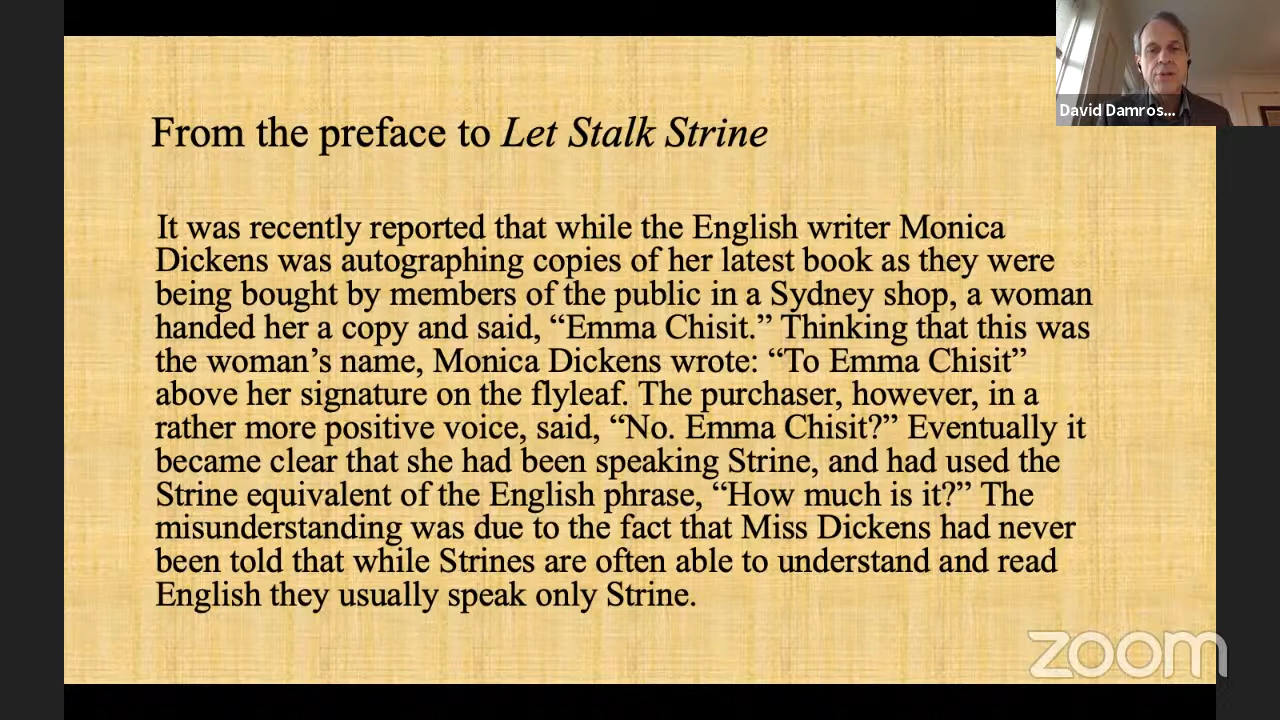 David Damros...
From the preface to Let Stalk Strine
It was recently reported that while the English writer Monica
Dickens was autographing copies of her latest book as they were
being bought by members of the public in a Sydney shop, a woman
handed her a copy and said, “Emma Chisit.” Thinking that this was
the woman’s name, Monica Dickens wrote: “To Emma Chisit”
above her signature on the flyleaf. The purchaser, however, in a
rather more positive voice, said, “No. Emma Chisit?” Eventually it
became clear that she had been speaking Strine, and had used the
Strine equivalent of the English phrase, “How much is it?” The
misunderstanding was due to the fact that Miss Dickens had never
been told that while Strines are often able to understand and read
English they usually speak only Strine.
zoom